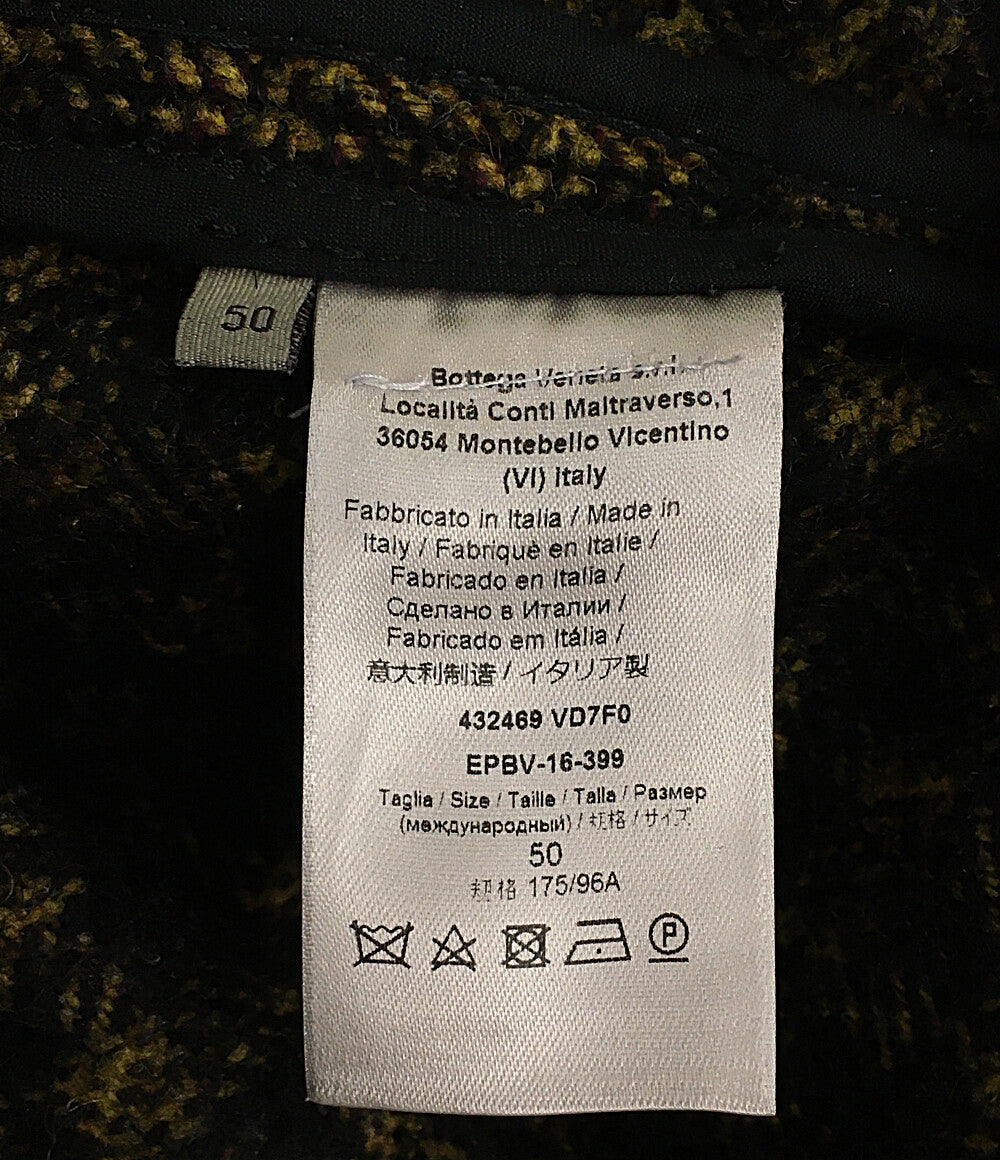 50
Bottega Veneta s.r.l.
Località Conti Maltraverso,1
36054 Montebello Vicentino
(VI) Italy
Fabbricato in Italia / Made in
Italy / Fabriqué en Italie /
Fabricado en Italia /
Сделано в Италии /
Fabricado em Itália /
意大利制造 / イタリア製
432469 VD7F0
EPBV-16-399
Taglia / Size / Taille / Talla / Размер
(международный) / 规格 / サイズ
50
规格 175/96A
P